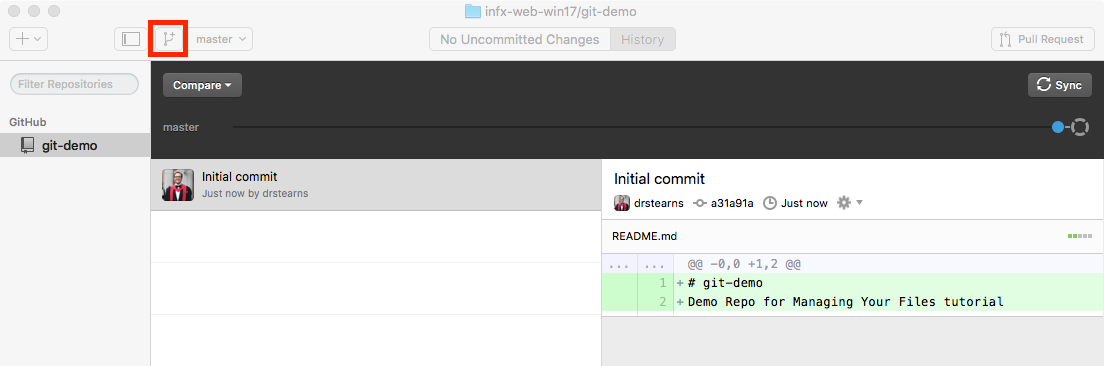 infx-web-win17/git-demo
master
No Uncommitted Changes
History
Pull Request
Filter Repositories
Compare
Sync
GitHub
master
git-demo
Initial commit
Just now by drstearns
Initial commit
drstearns a31a91a Just now
README.md
... ... @@ -0,0 +1,2 @@
1 + # git-demo
2 + Demo Repo for Managing Your Files tutorial